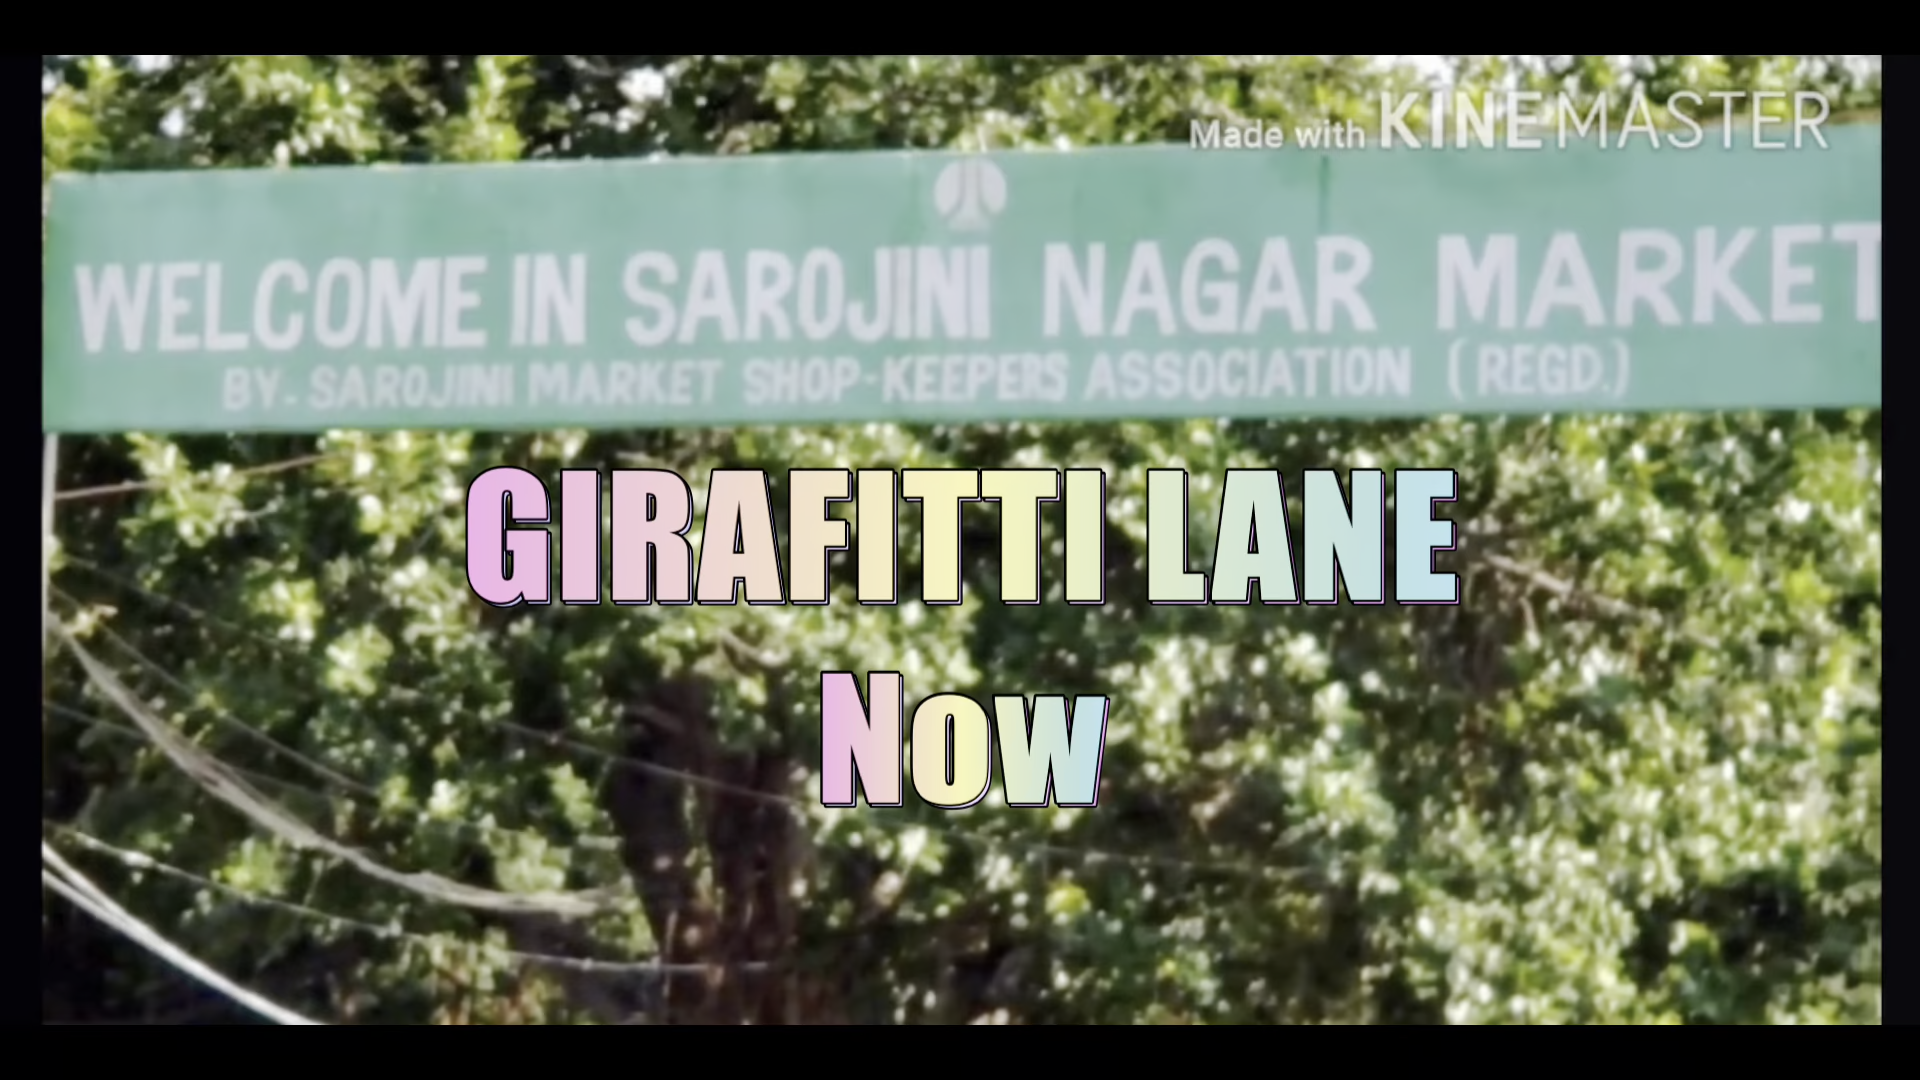 Made with KINEMASTER
WELCOME IN SAROJINI NAGAR MARKET
BY. SAROJINI MARKET SHOP-KEEPERS ASSOCIATION (REGD.)
GIRAFITTI LANE
Now